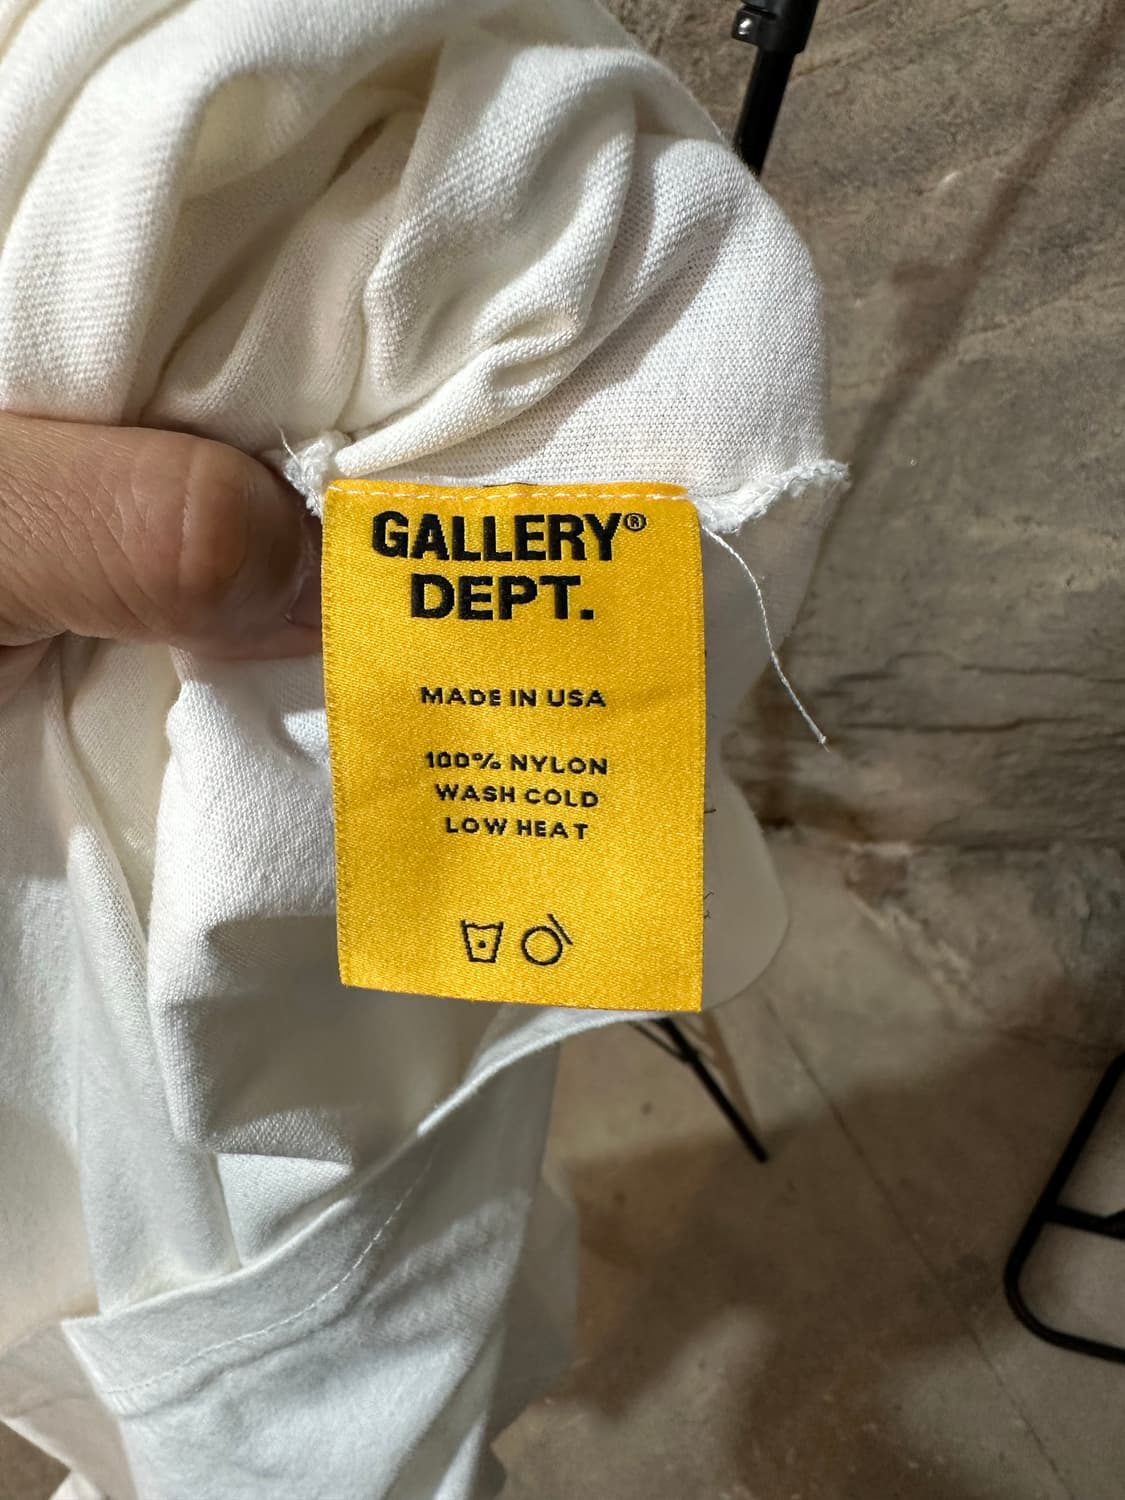 GALLERY®
DEPT.
MADE IN USA
100% NYLON
WASH COLD
LOW HEAT